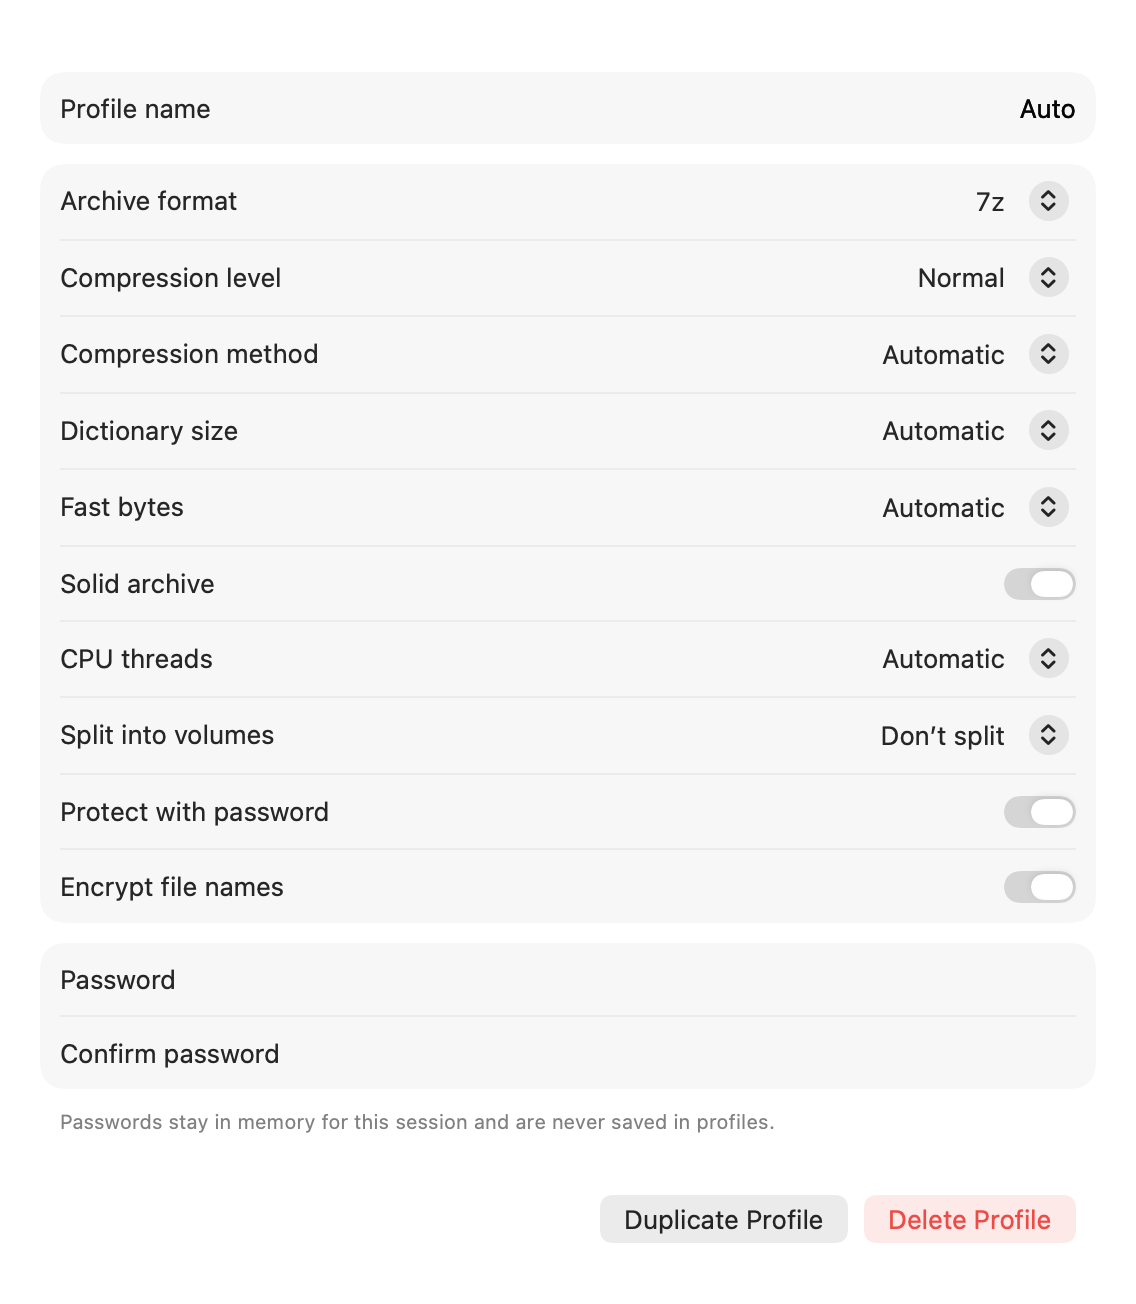 Profile name Auto
Archive format 7z
Compression level Normal
Compression method Automatic
Dictionary size Automatic
Fast bytes Automatic
Solid archive
CPU threads Automatic
Split into volumes Don’t split
Protect with password
Encrypt file names
Password
Confirm password
Passwords stay in memory for this session and are never saved in profiles.
Duplicate Profile Delete Profile